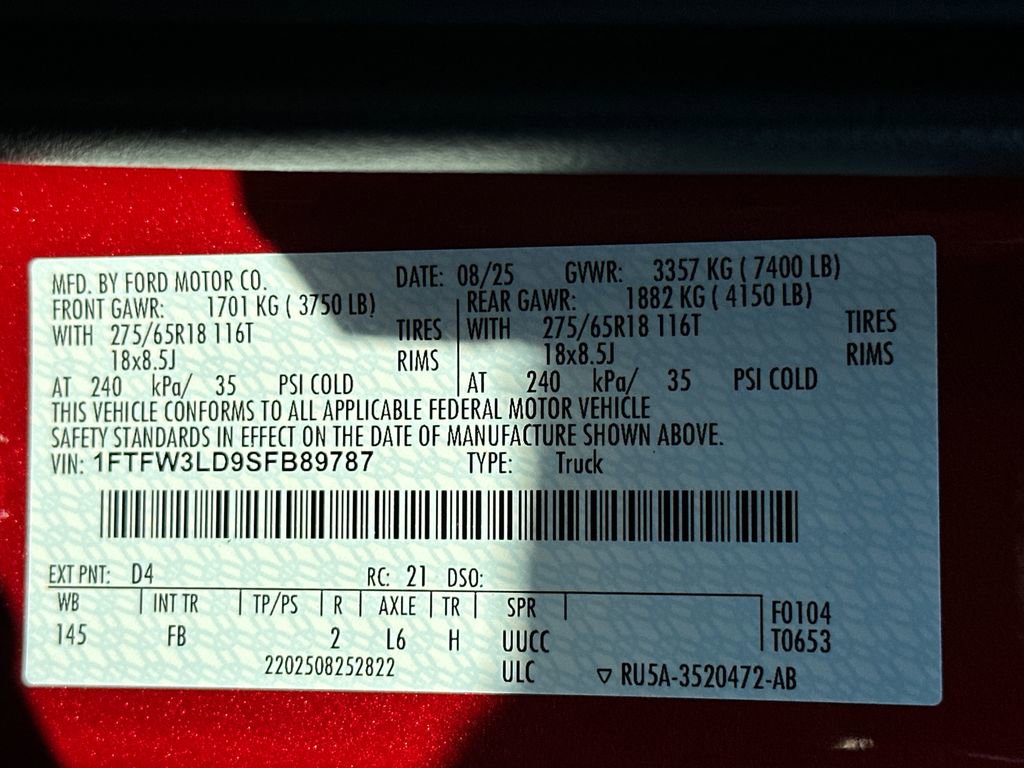 MFD. BY FORD MOTOR CO. DATE: 08/25 GVWR: 3357 KG ( 7400 LB)
FRONT GAWR: 1701 KG ( 3750 LB) REAR GAWR: 1882 KG ( 4150 LB)
WITH 275/65R18 116T TIRES WITH 275/65R18 116T TIRES
18x8.5J RIMS 18x8.5J RIMS
AT 240 kPa/ 35 PSI COLD AT 240 kPa/ 35 PSI COLD
THIS VEHICLE CONFORMS TO ALL APPLICABLE FEDERAL MOTOR VEHICLE
SAFETY STANDARDS IN EFFECT ON THE DATE OF MANUFACTURE SHOWN ABOVE.
VIN: 1FTFW3LD9SFB89787 TYPE: Truck
EXT PNT: D4 RC: 21 DSO:
WB INT TR TP/PS R AXLE TR SPR F0104
145 FB 2 L6 H UUCC T0653
2202508252822 ULC ▽ RU5A-3520472-AB